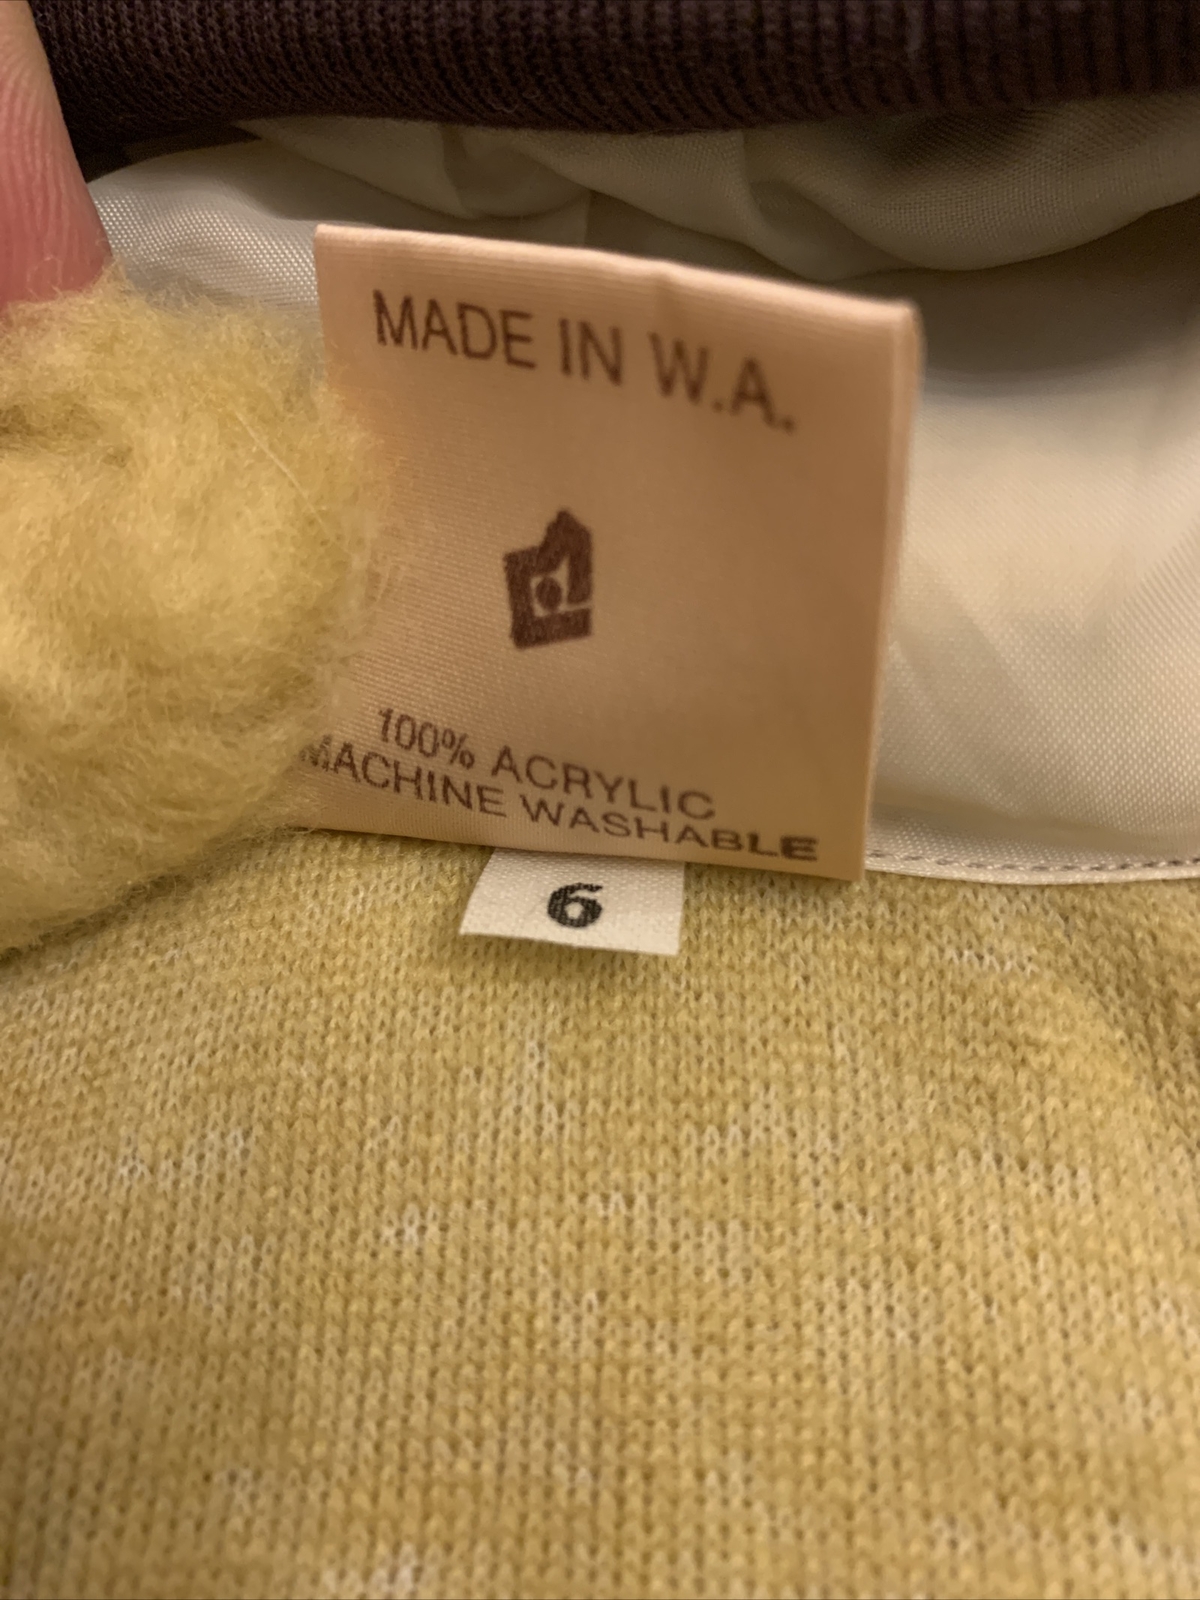 MADE IN W.A.
100% ACRYLIC
MACHINE WASHABLE
6